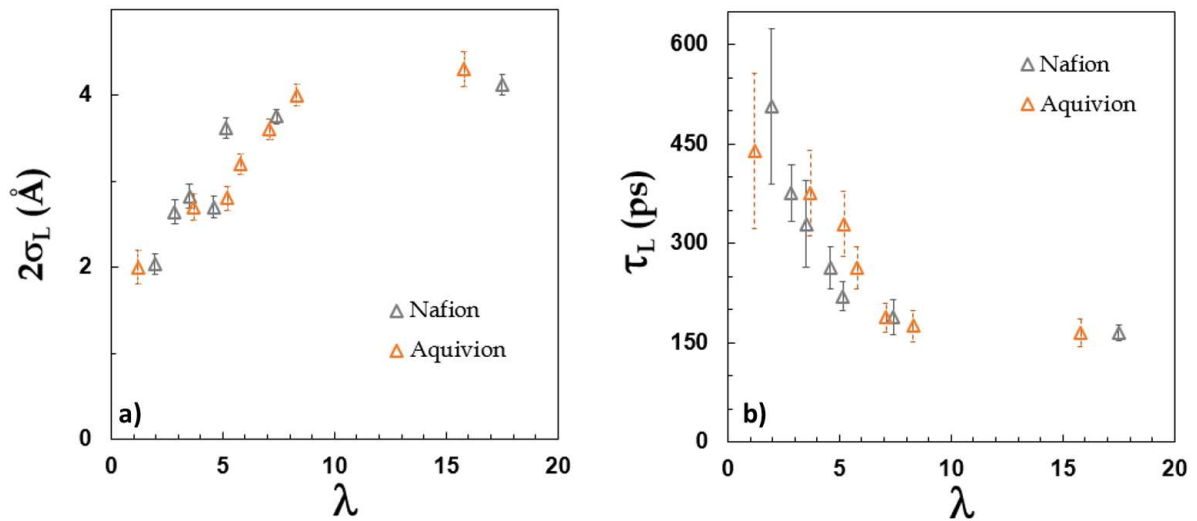 2σL (Å)
4
2
0
Nafion
Aquivion
a)
0 5 10 15 20
λ
τL (ps)
600
450
300
150
0
Nafion
Aquivion
b)
0 5 10 15 20
λ